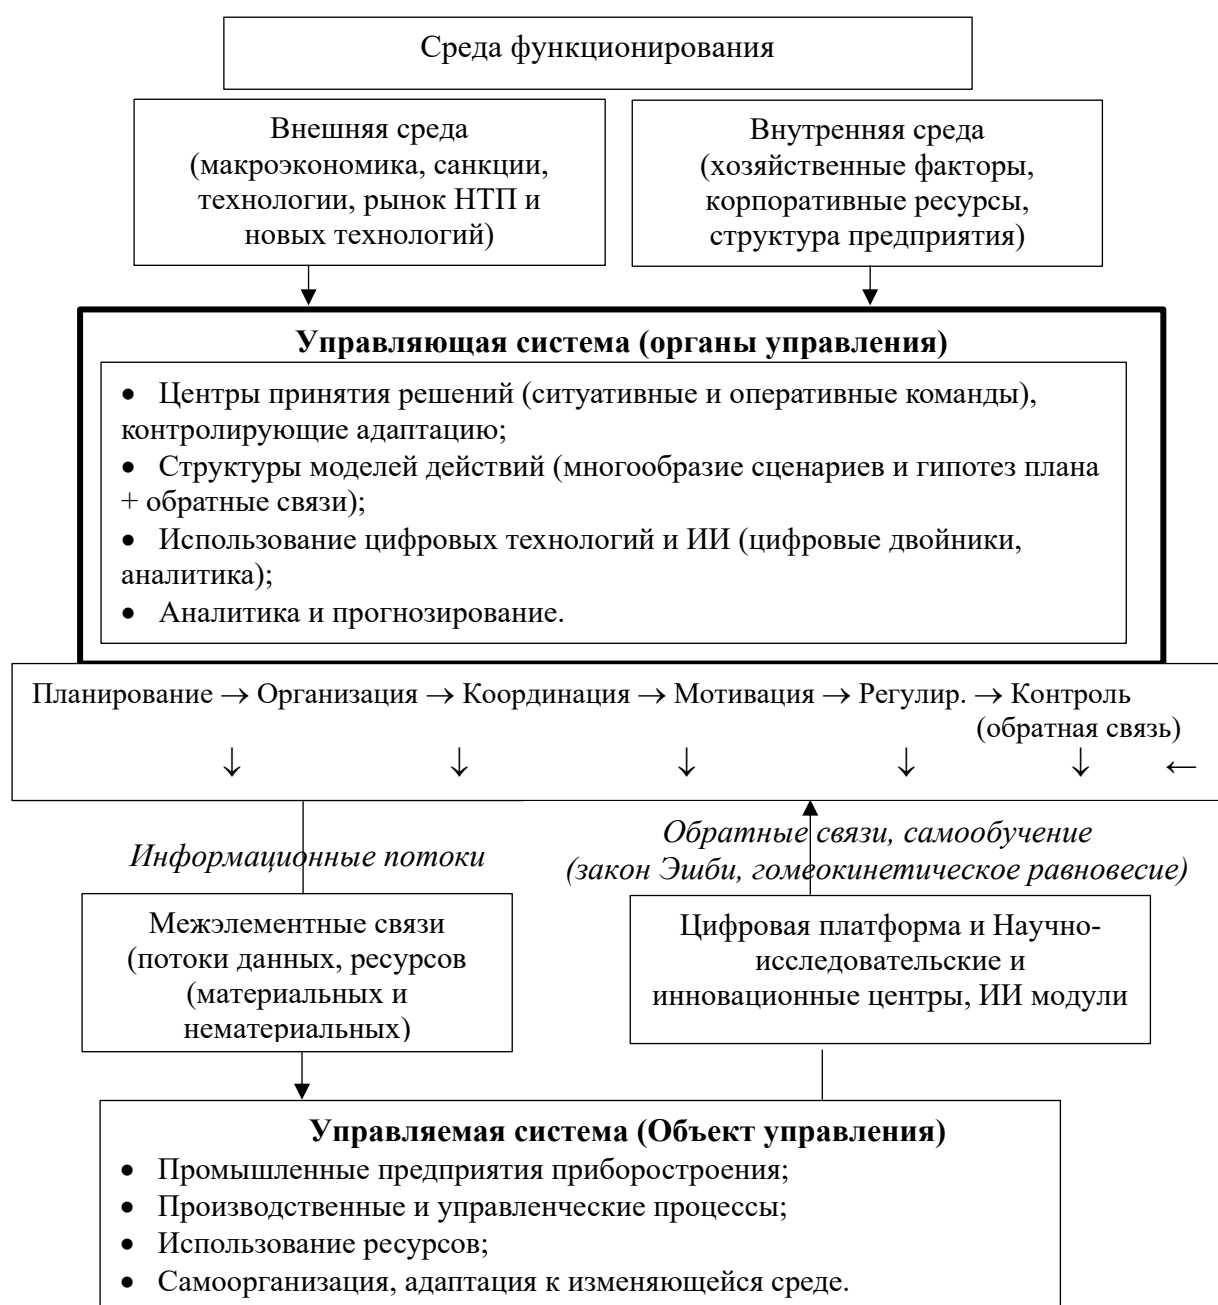 Среда функционирования
Внешняя среда
(макроэкономика, санкции,
технологии, рынок НТП и
новых технологий)
Внутренняя среда
(хозяйственные факторы,
корпоративные ресурсы,
структура предприятия)
Управляющая система (органы управления)
• Центры принятия решений (ситуативные и оперативные команды),
контролирующие адаптацию;
• Структуры моделей действий (многообразие сценариев и гипотез плана
+ обратные связи);
• Использование цифровых технологий и ИИ (цифровые двойники,
аналитика);
• Аналитика и прогнозирование.
Планирование → Организация → Координация → Мотивация → Регулир. → Контроль
(обратная связь)
↓ ↓ ↓ ↓ ↓ ←
Информационные потоки
Обратные связи, самообучение
(закон Эшби, гомеокинетическое равновесие)
Межэлементные связи
(потоки данных, ресурсов
(материальных и
нематериальных)
Цифровая платформа и Научно-
исследовательские и
инновационные центры, ИИ модули
Управляемая система (Объект управления)
• Промышленные предприятия приборостроения;
• Производственные и управленческие процессы;
• Использование ресурсов;
• Самоорганизация, адаптация к изменяющейся среде.